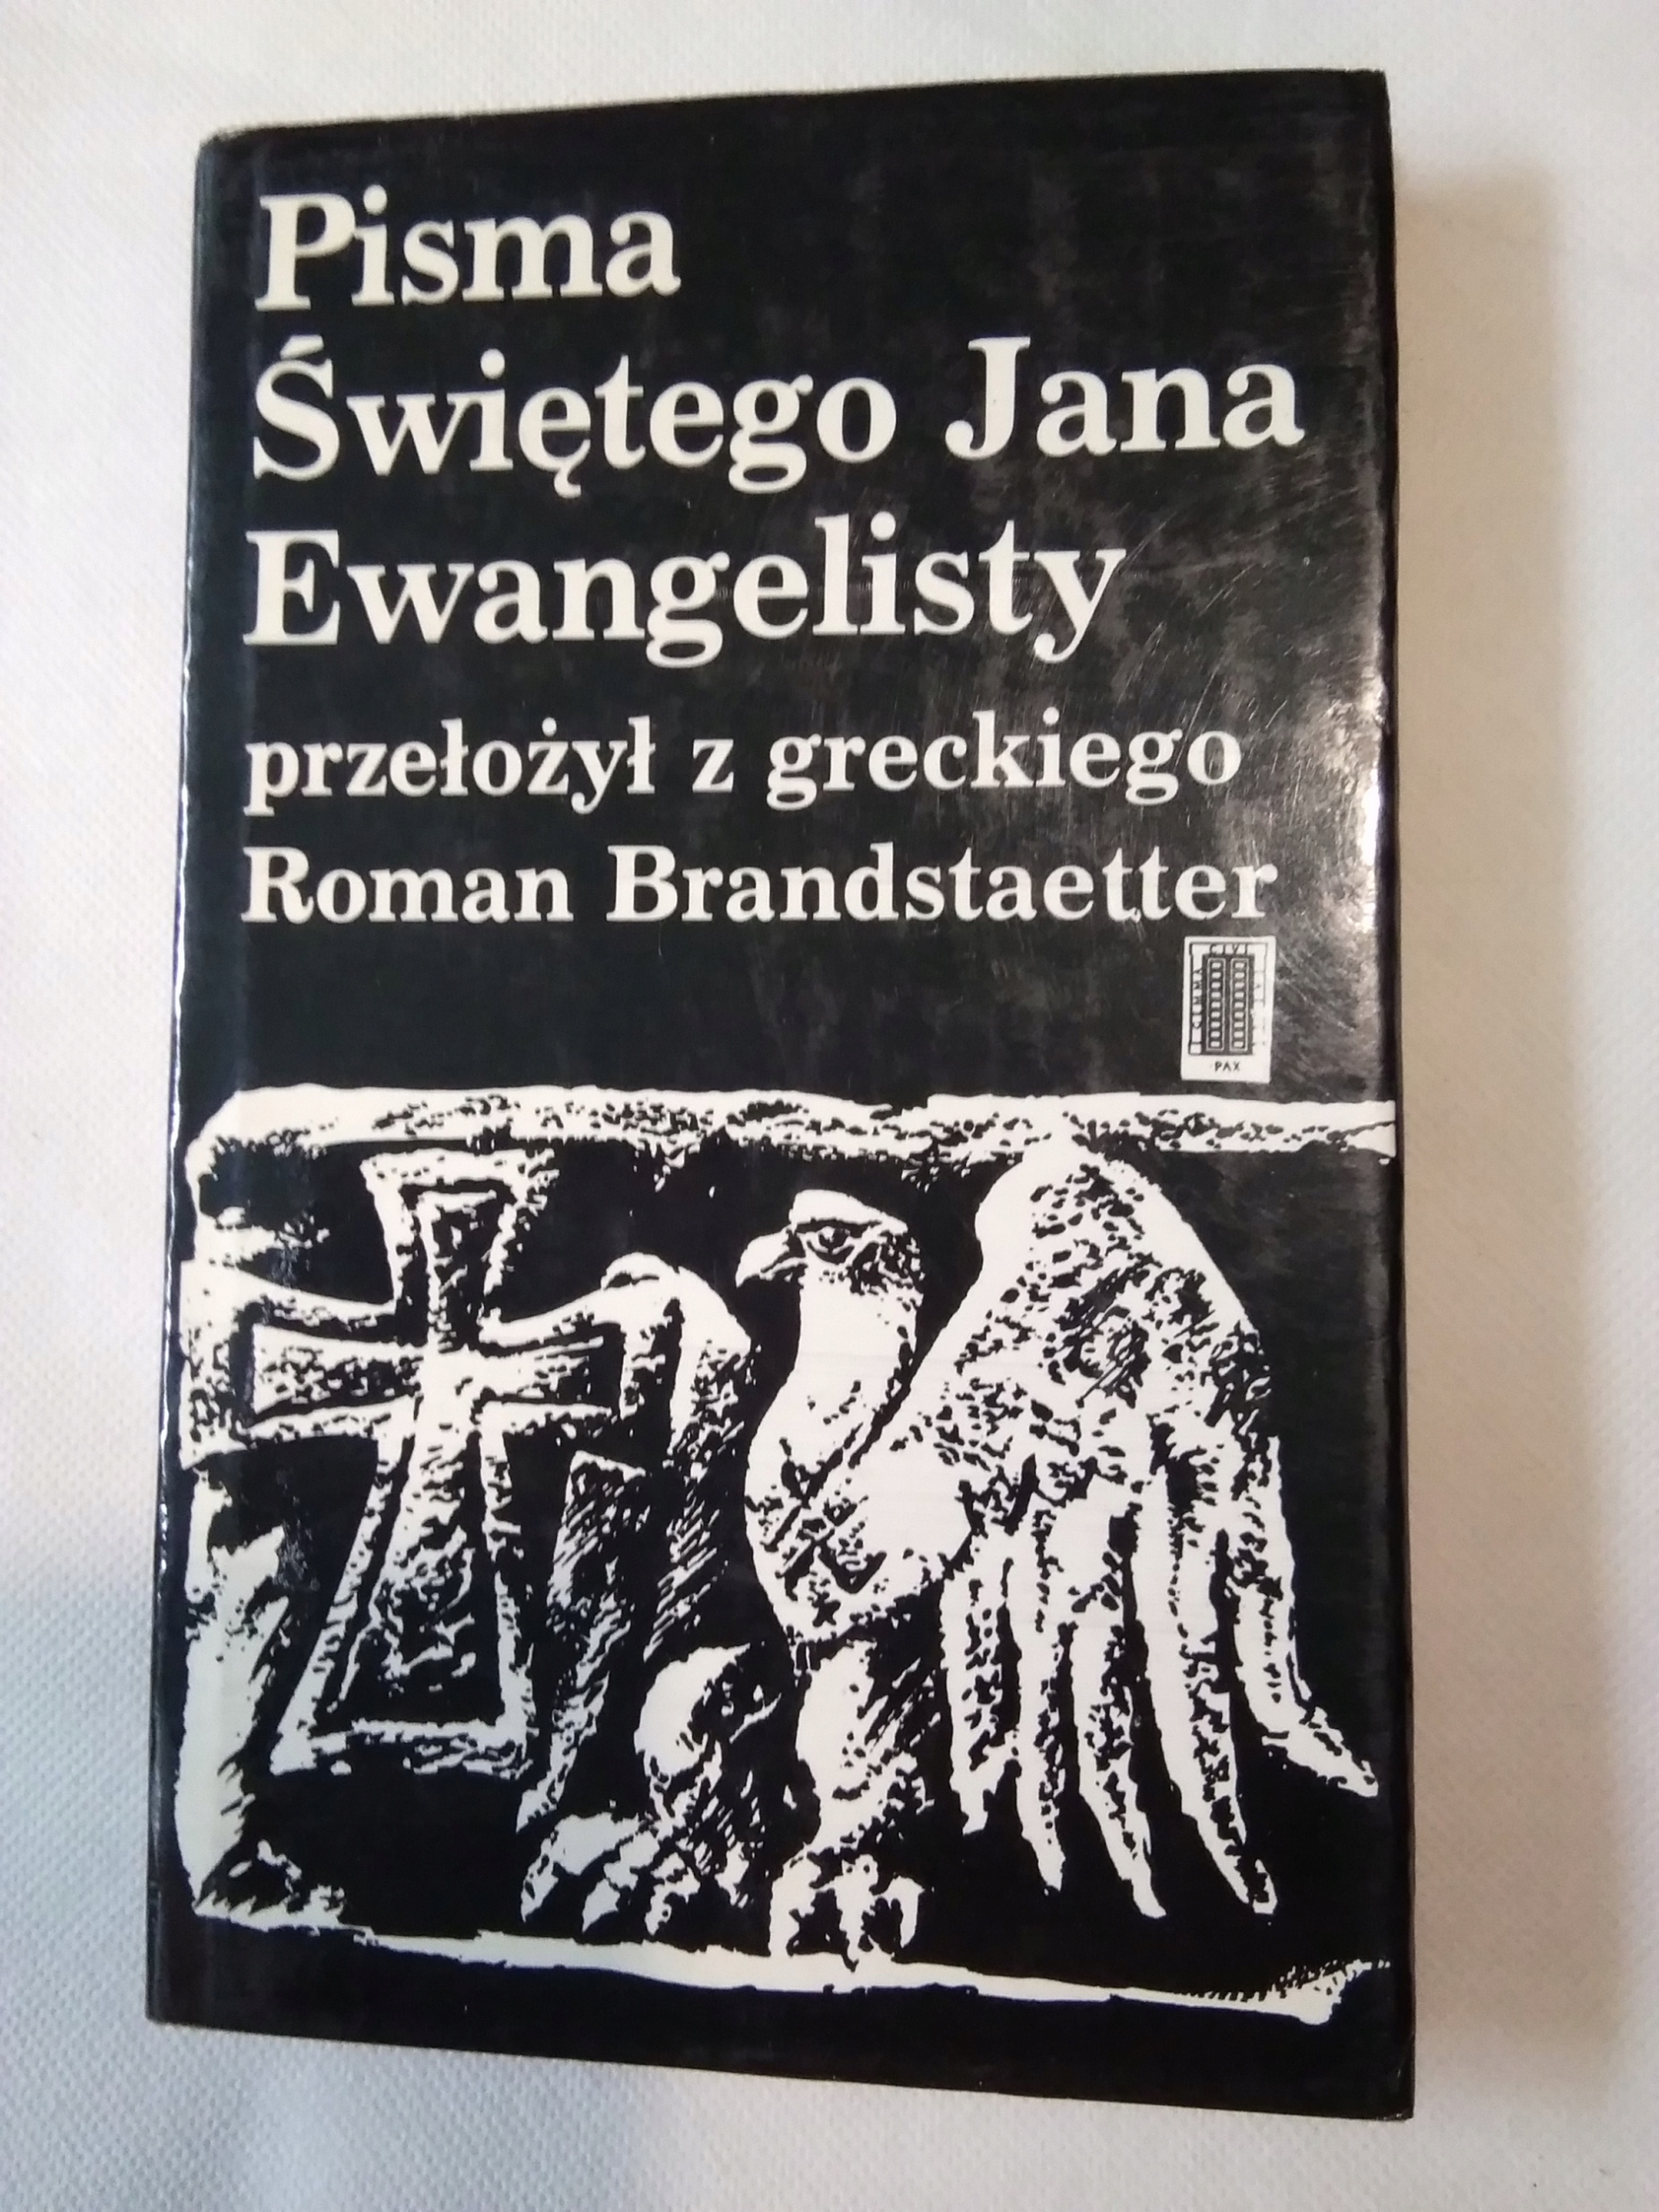 Pisma
Świętego Jana
Ewangelisty
przełożył z greckiego
Roman Brandstaetter
PAX